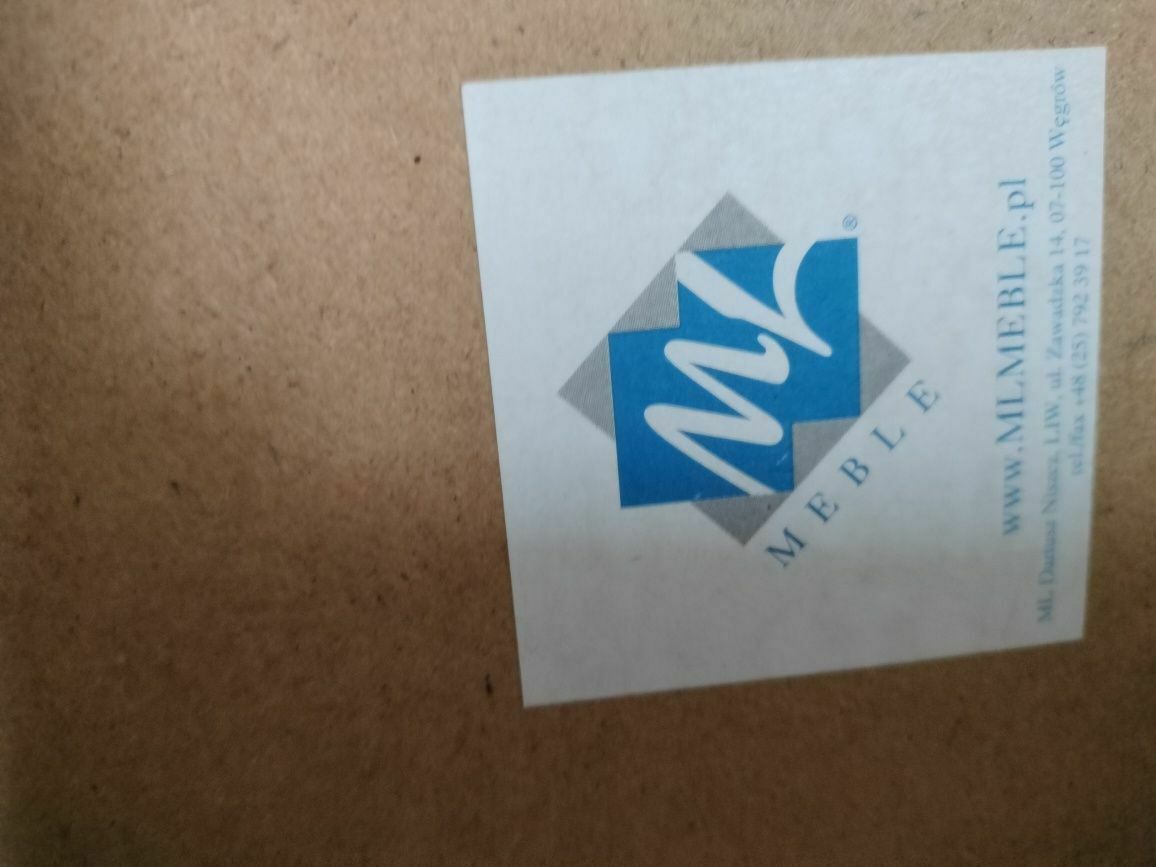 ML®
MEBLE
www.MLMEBLE.pl
ML Dariusz LIW, ul. Zawadzka 14, 07-100 Węgrów
tel./fax +48 (25) 792 39 17